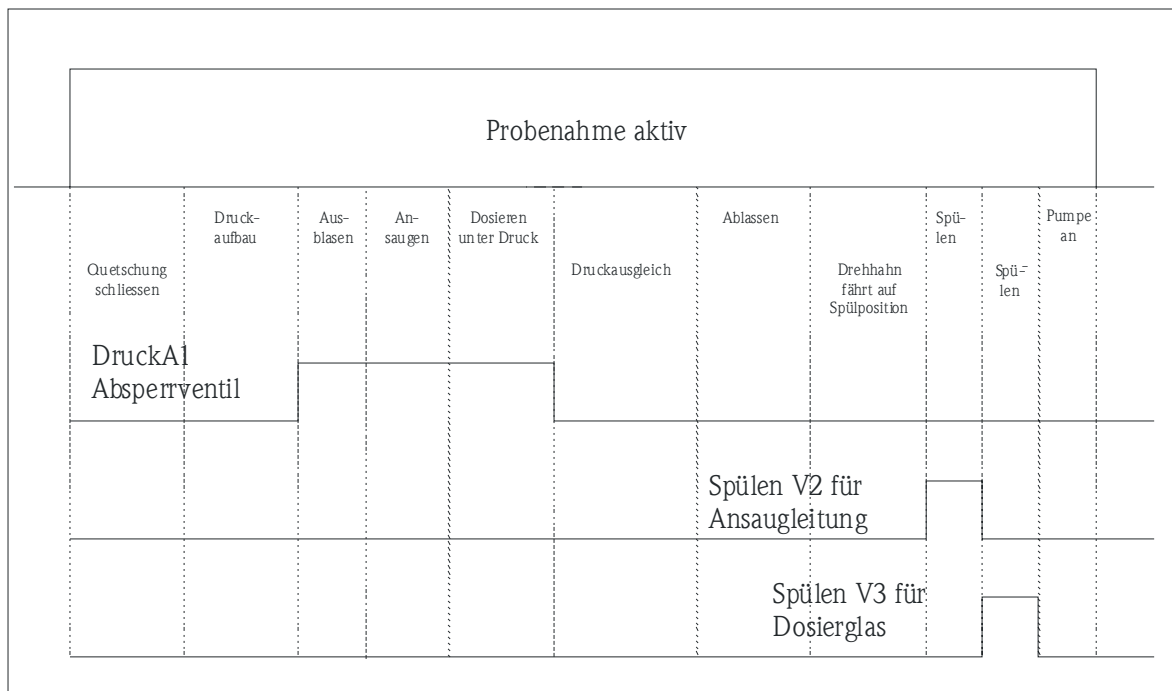 Probenahme aktiv
Quetschung
schliessen
Druck-
aufbau
Aus-
blasen
An-
saugen
Dosieren
unter Druck
Druckausgleich
Ablassen
Drehhahn
fährt auf
Spülposition
Spü-
len
Spü-
len
Pumpe
an
DruckA1
Absperrventil
Spülen V2 für
Ansaugleitung
Spülen V3 für
Dosierglas